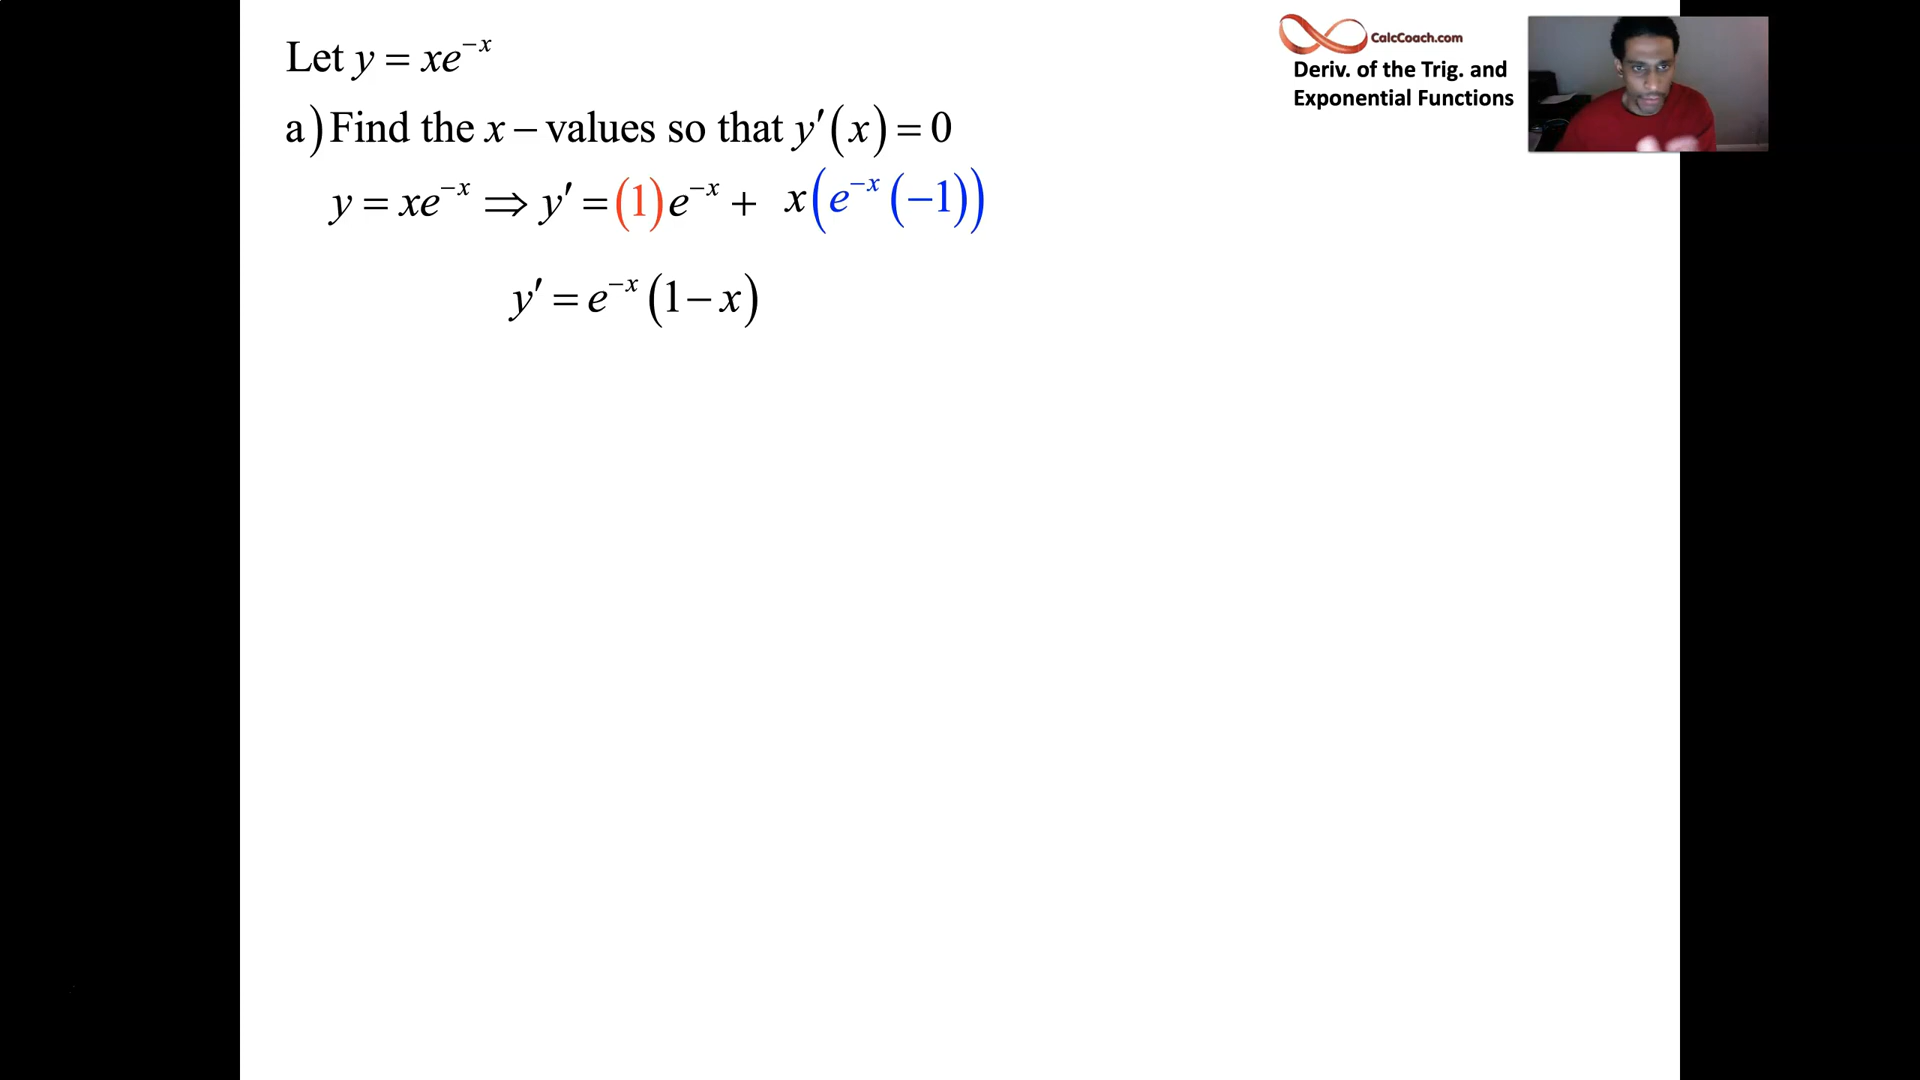 Let y = xe^{-x}
a) Find the x – values so that y′(x) = 0
y = xe^{-x} ⇒ y′ = (1)e^{-x} + x(e^{-x}(−1))
y′ = e^{-x}(1 − x)
CalcCoach.com
Deriv. of the Trig. and
Exponential Functions